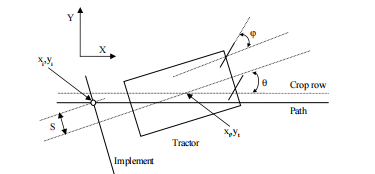 Y
X
φ
x_i,y_i
θ
Crop row
Path
S
x_t,y_t
Tractor
Implement